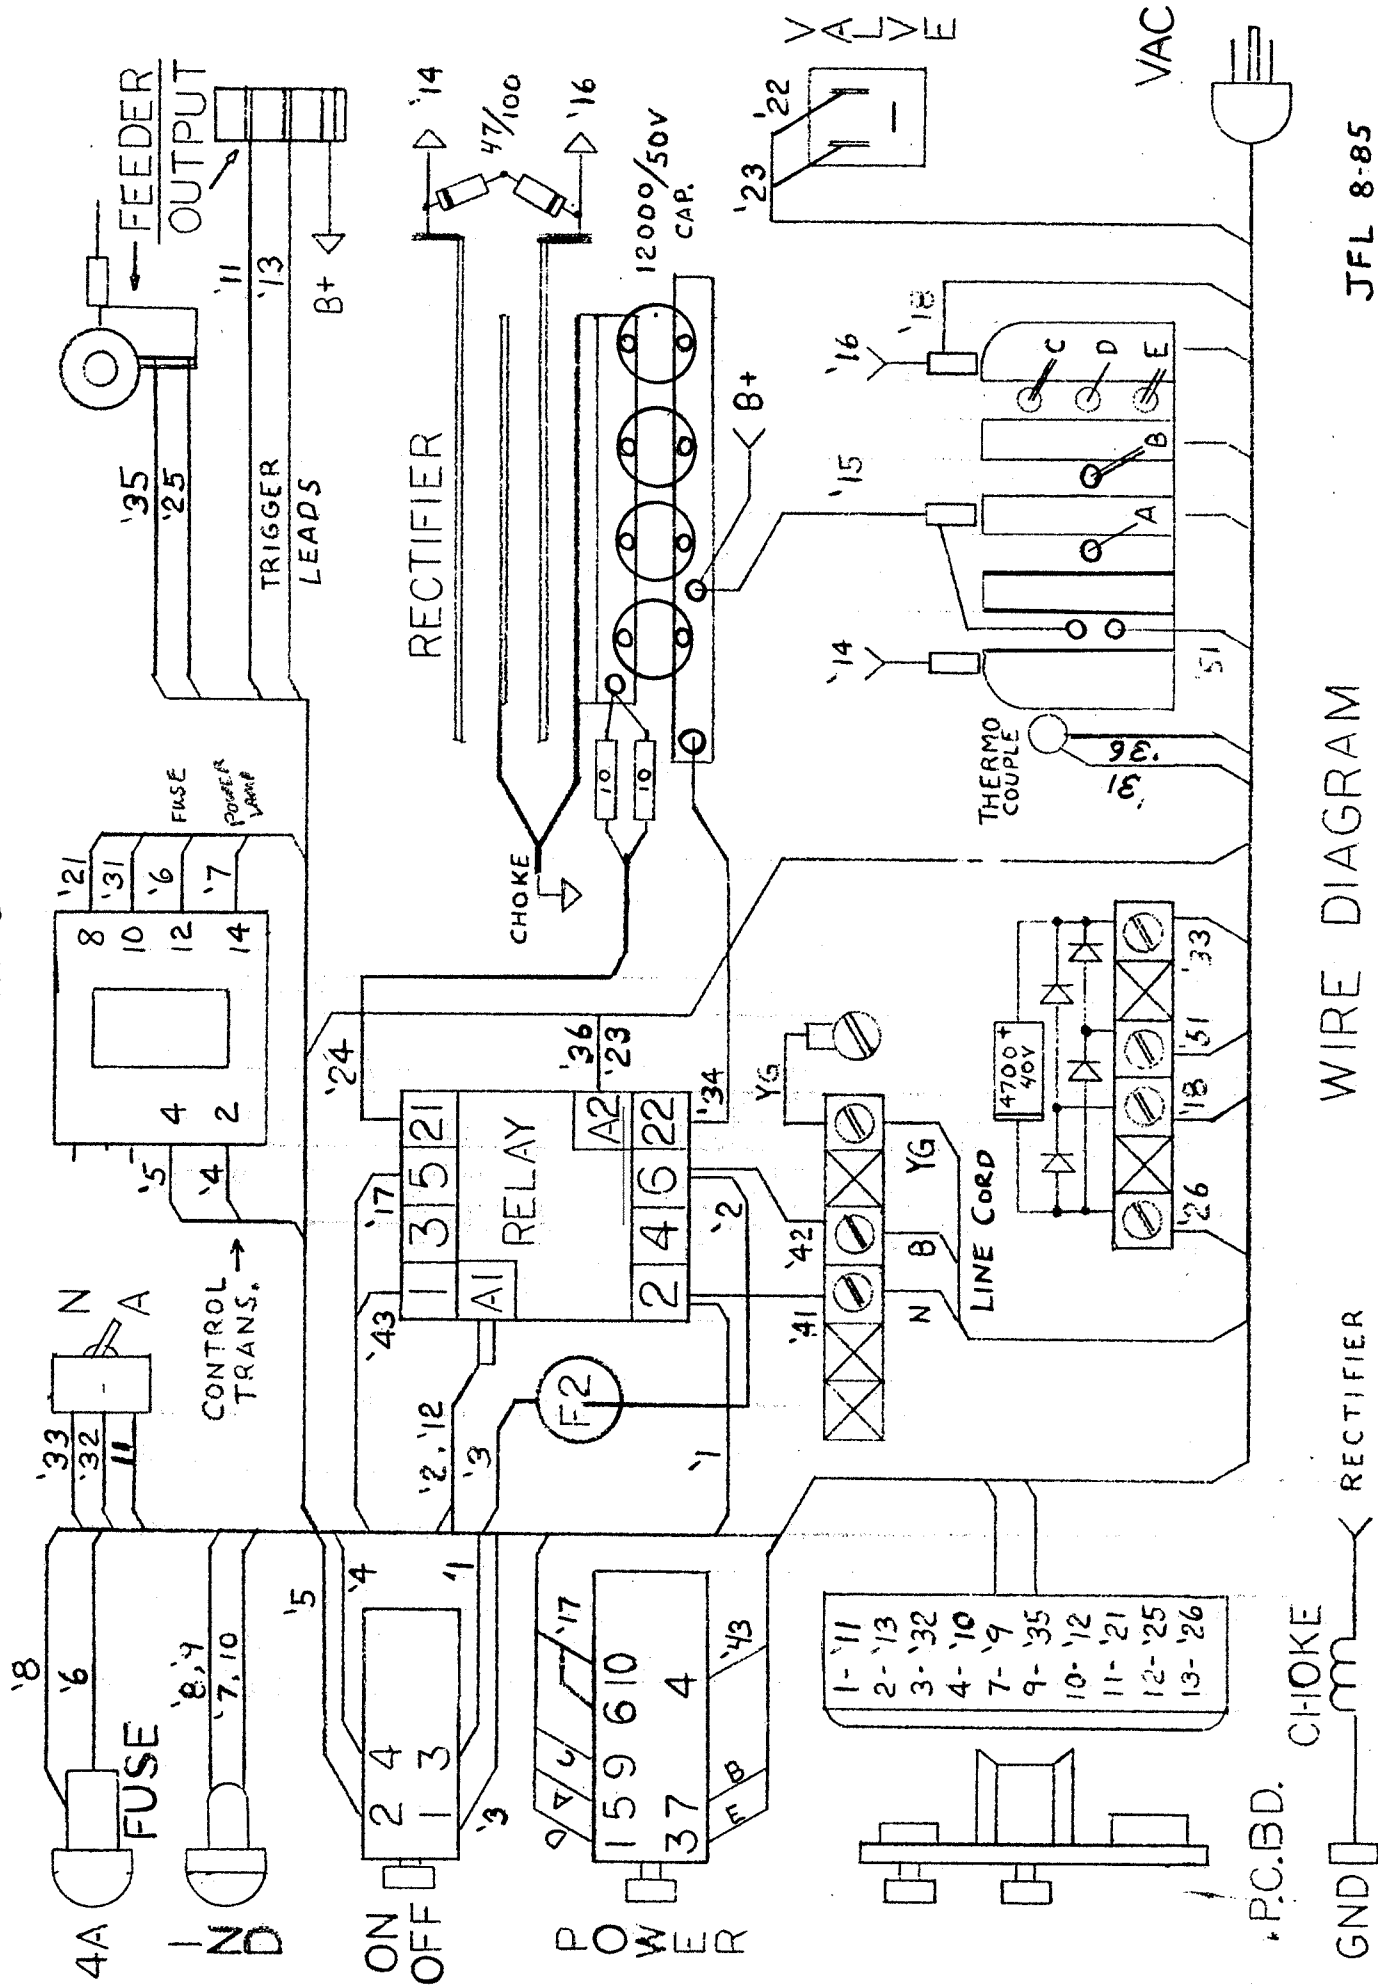 4A
FUSE
'8
'6
'33
'32
11
N
A
IND
'8,'9
'7,10
CONTROL
TRANS.
'5
'4
4
2
8
10
12
14
'21
'31
'6
'7
FUSE
POWER
LAMP
'35
'25
FEEDER
OUTPUT
'11
'13
B+
TRIGGER
LEADS
ON
OFF
2 4
1 3
'5
'4
'1
'3
'43
'17
'24
1 3 5 21
A1
RELAY
A2
2 4 6 22
'36
'23
'34
'2,'12
'3
F2
'1
'2
CHOKE
10
10
RECTIFIER
'14
47/100
'16
12000/50V
CAP.
B+
'15
VALVE
'22
'23
POWER
D
A
C
'17
1 5 9 6 10
3 7 4
E
B
'43
'41
'42
YG
N
B
YG
LINE CORD
4700 +
40V
'26
'18
'51
'33
THERMO
COUPLE
'31
'36
'14
'51
A
B
C
D
E
'16
'18
VAC
1- '11
2- '13
3- '32
4- '10
7- '9
9- '35
10- '12
11- '21
12- '25
13- '26
P.C.BD.
GND
CHOKE
RECTIFIER
WIRE DIAGRAM
JFL 8-85